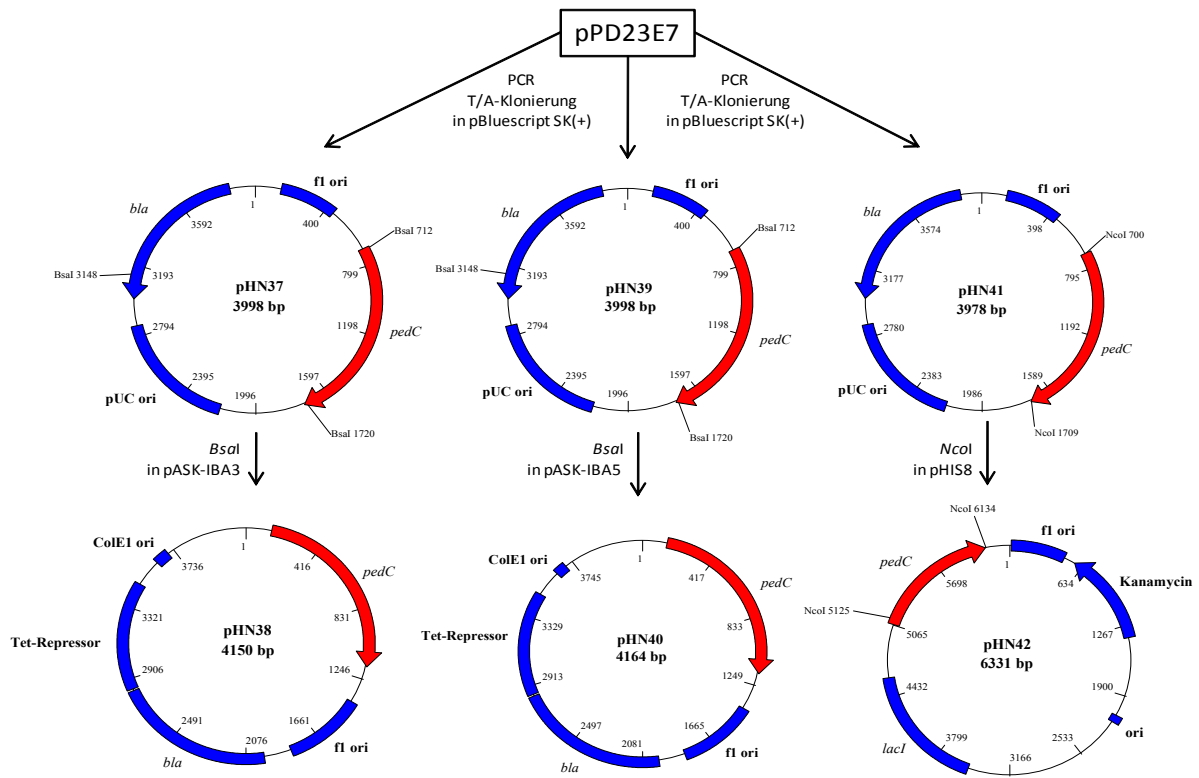 pPD23E7
PCR
T/A-Klonierung
in pBluescript SK(+)
PCR
T/A-Klonierung
in pBluescript SK(+)
1
f1 ori
400
BsaI 712
799
1198
pedC
1597
BsaI 1720
1996
2395
pUC ori
2794
BsaI 3148
3193
3592
bla
pHN37
3998 bp
1
f1 ori
400
BsaI 712
799
1198
pedC
1597
BsaI 1720
1996
2395
pUC ori
2794
BsaI 3148
3193
3592
bla
pHN39
3998 bp
1
f1 ori
398
NcoI 700
795
1192
pedC
1589
NcoI 1709
1986
2383
pUC ori
2780
3177
3574
bla
pHN41
3978 bp
BsaI
in pASK-IBA3
BsaI
in pASK-IBA5
NcoI
in pHIS8
1
416
pedC
831
1246
f1 ori
1661
2076
bla
2491
2906
Tet-Repressor
3321
3736
ColE1 ori
pHN38
4150 bp
1
417
pedC
833
1249
f1 ori
1665
2081
bla
2497
2913
Tet-Repressor
3329
3745
ColE1 ori
pHN40
4164 bp
NcoI 6134
1
f1 ori
634
Kanamycin
1267
1900
ori
2533
3166
3799
lacI
4432
5065
NcoI 5125
5698
pedC
pHN42
6331 bp